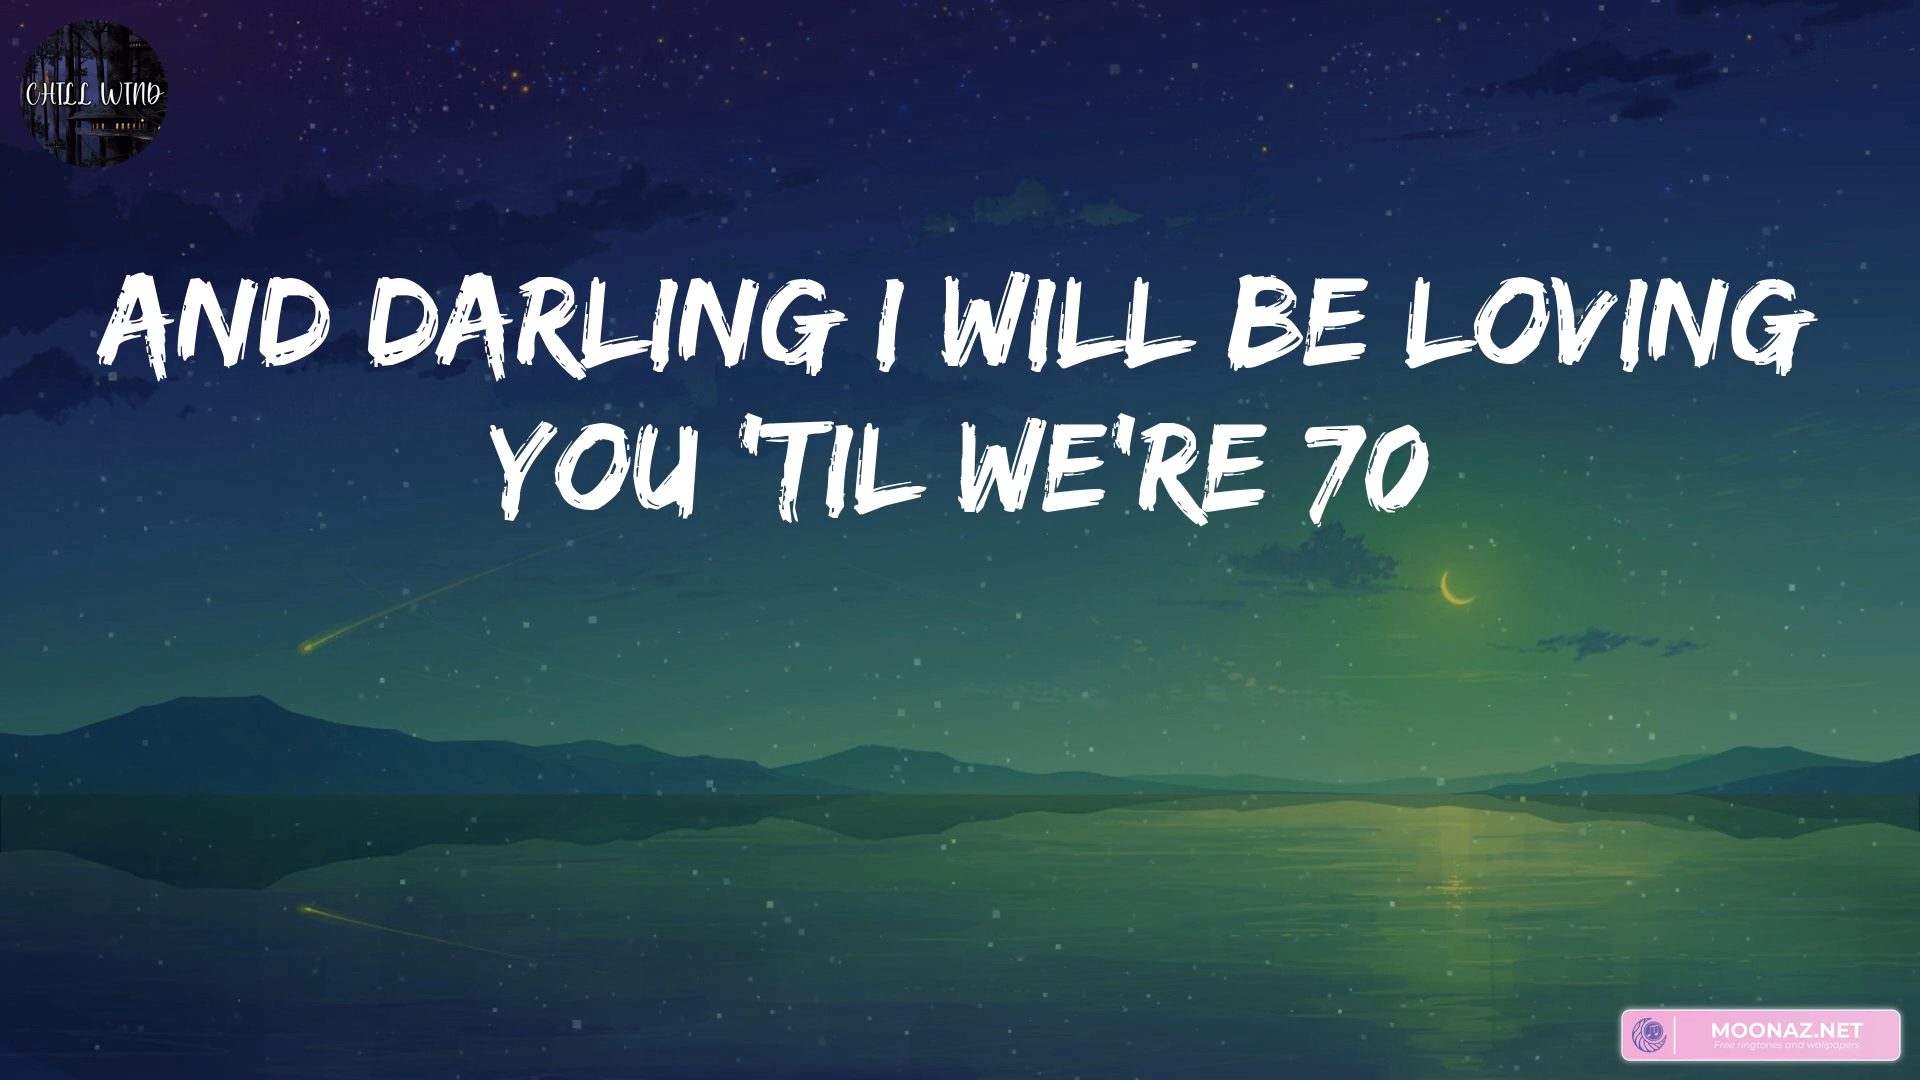 CHILL WIND
AND DARLING I WILL BE LOVING
YOU 'TIL WE'RE 70
MOONAZ.NET
Free ringtones and wallpapers